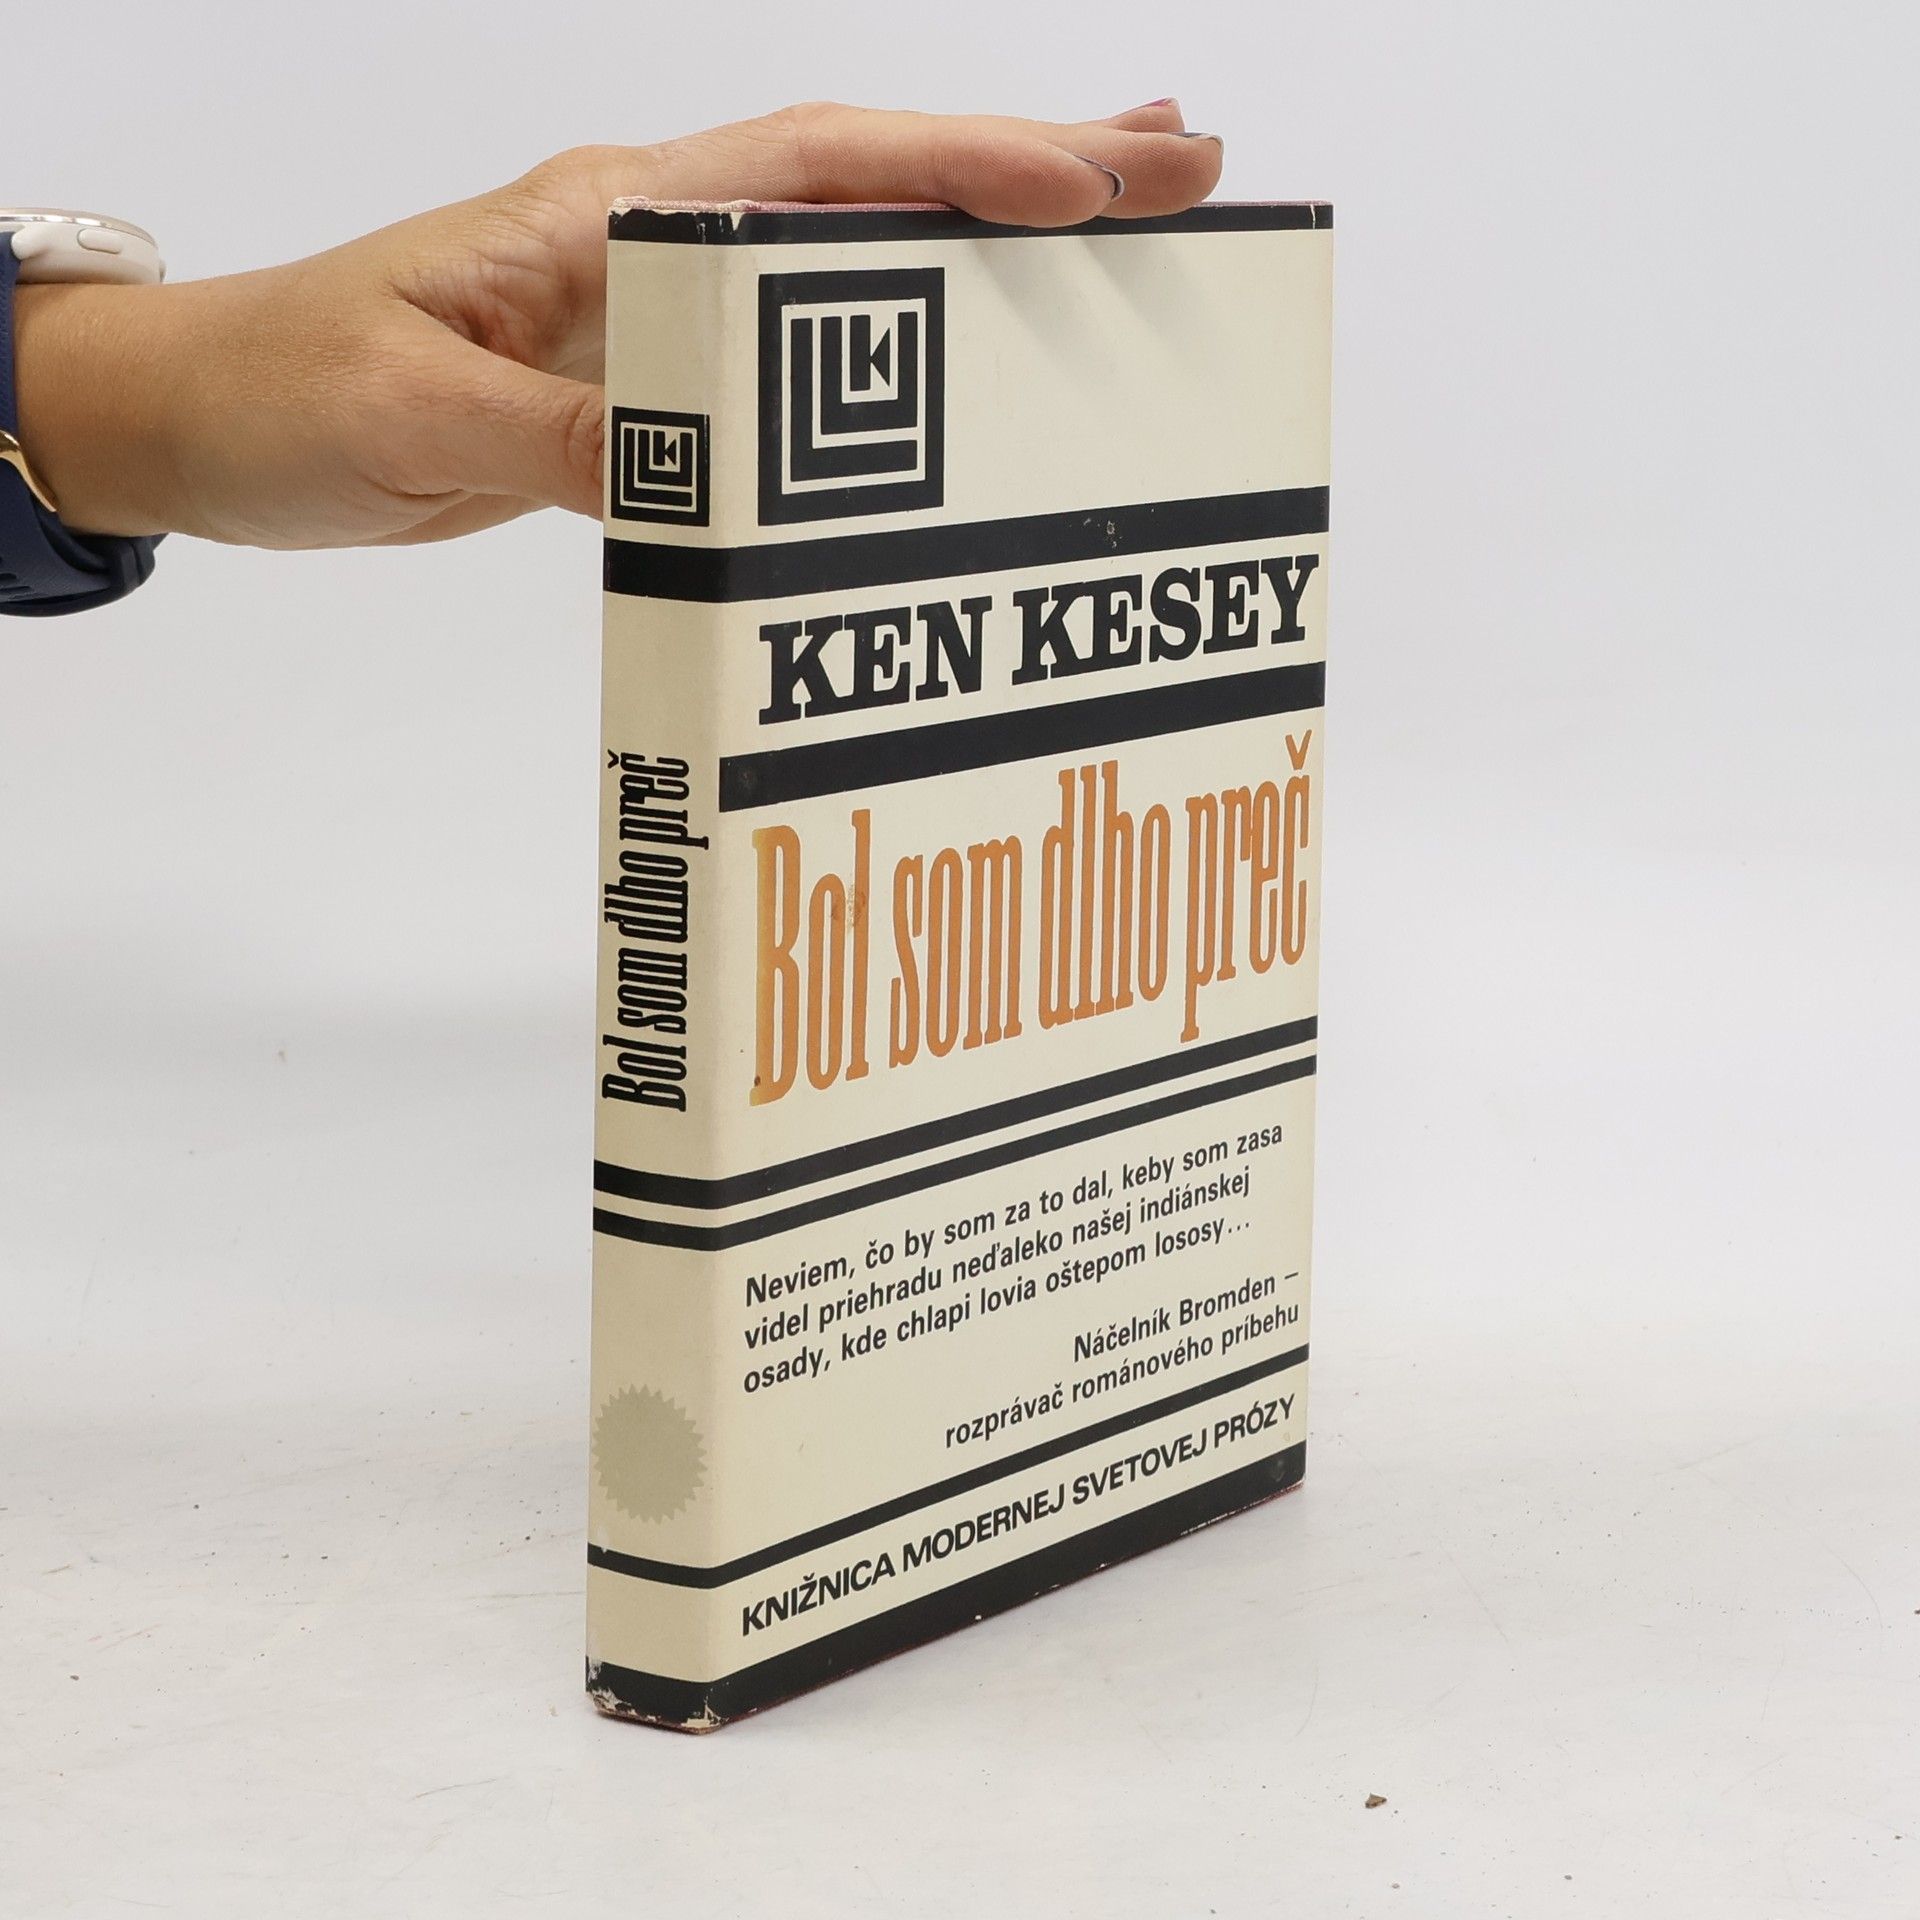 KEN KESEY
Bol som dlho preč
Neviem, čo by som za to dal, keby som zasa
videl priehradu neďaleko našej indiánskej
osady, kde chlapi lovia oštepom lososy...
Náčelník Bromden –
rozprávač románového príbehu
KNIŽNICA MODERNEJ SVETOVEJ PRÓZY
Bol som dlho preč